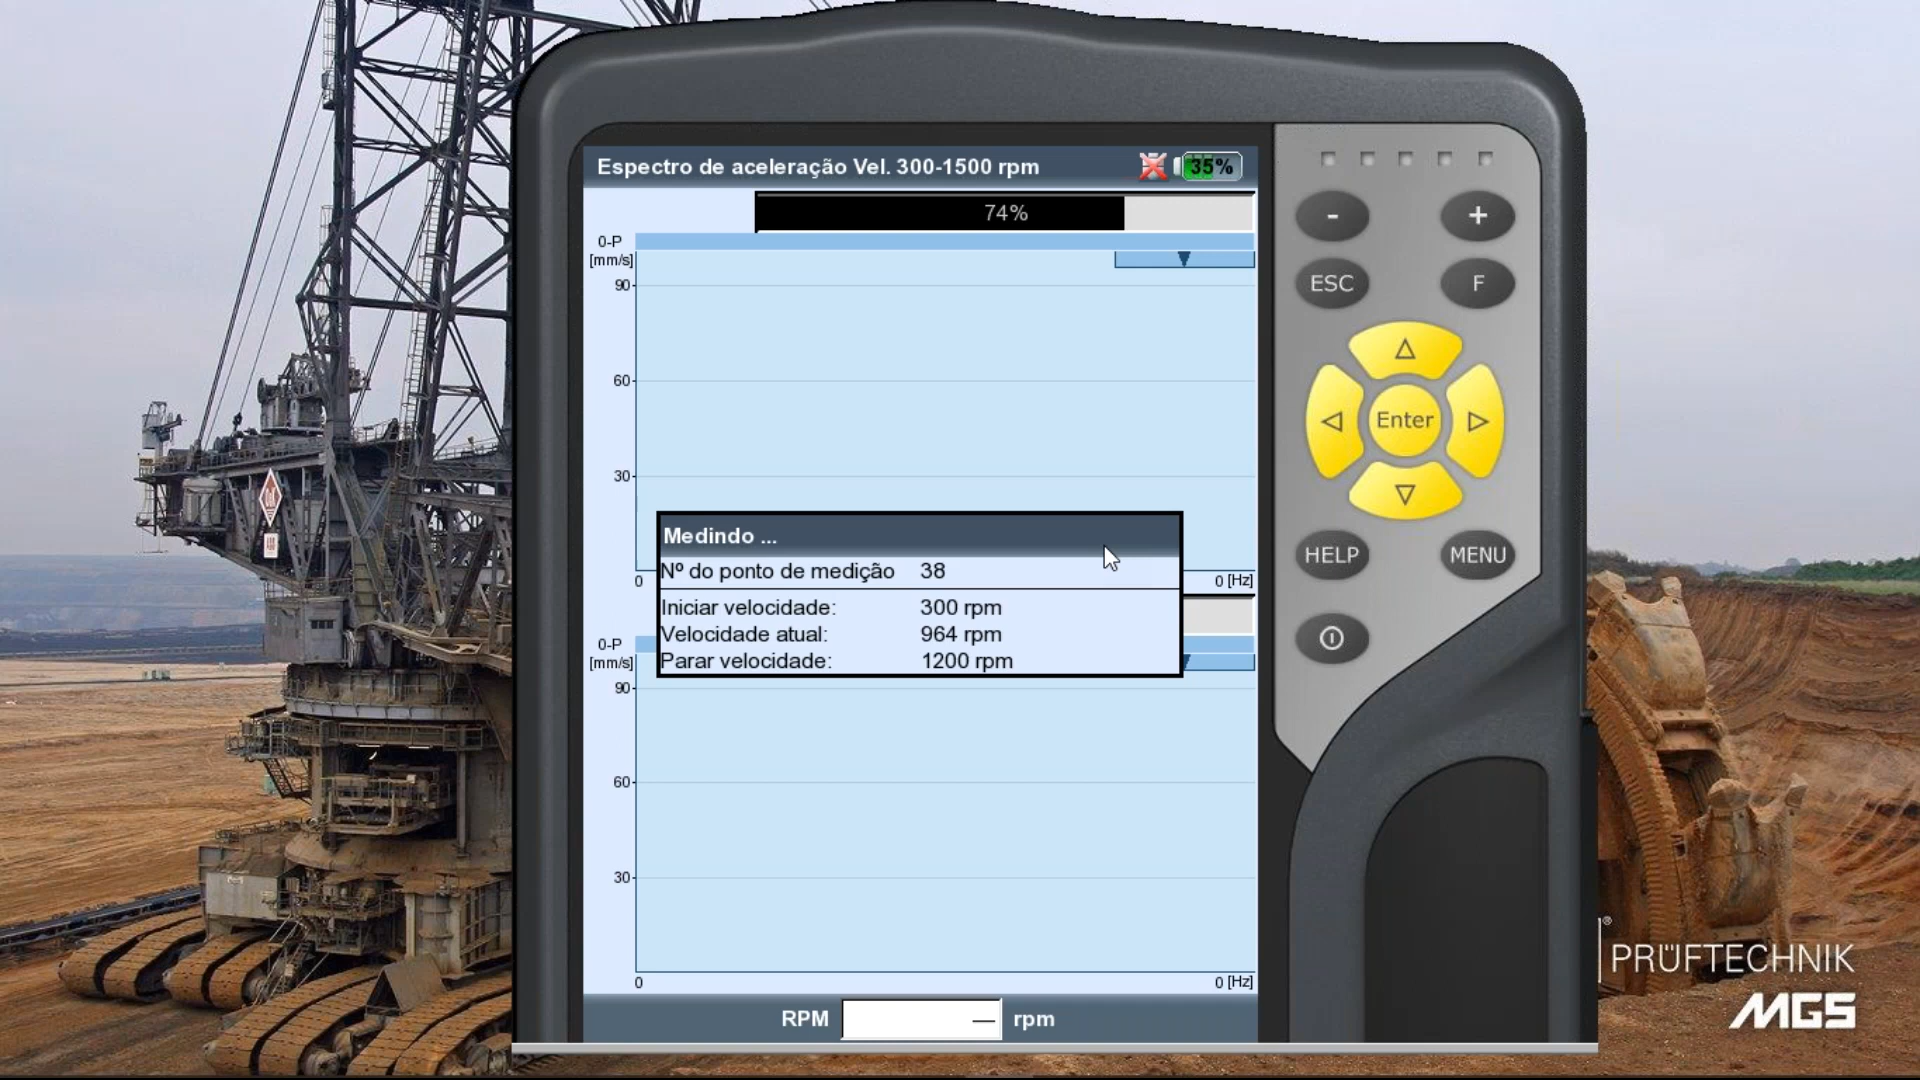 Espectro de aceleração Vel. 300-1500 rpm
35%
74%
0-P
[mm/s]
90
60
30
0
0 [Hz]
Medindo ...
Nº do ponto de medição 38
Iniciar velocidade: 300 rpm
Velocidade atual: 964 rpm
Parar velocidade: 1200 rpm
0-P
[mm/s]
90
60
30
0
0 [Hz]
RPM — rpm
- +
ESC F
Enter
HELP MENU
PRÜFTECHNIK
MGS